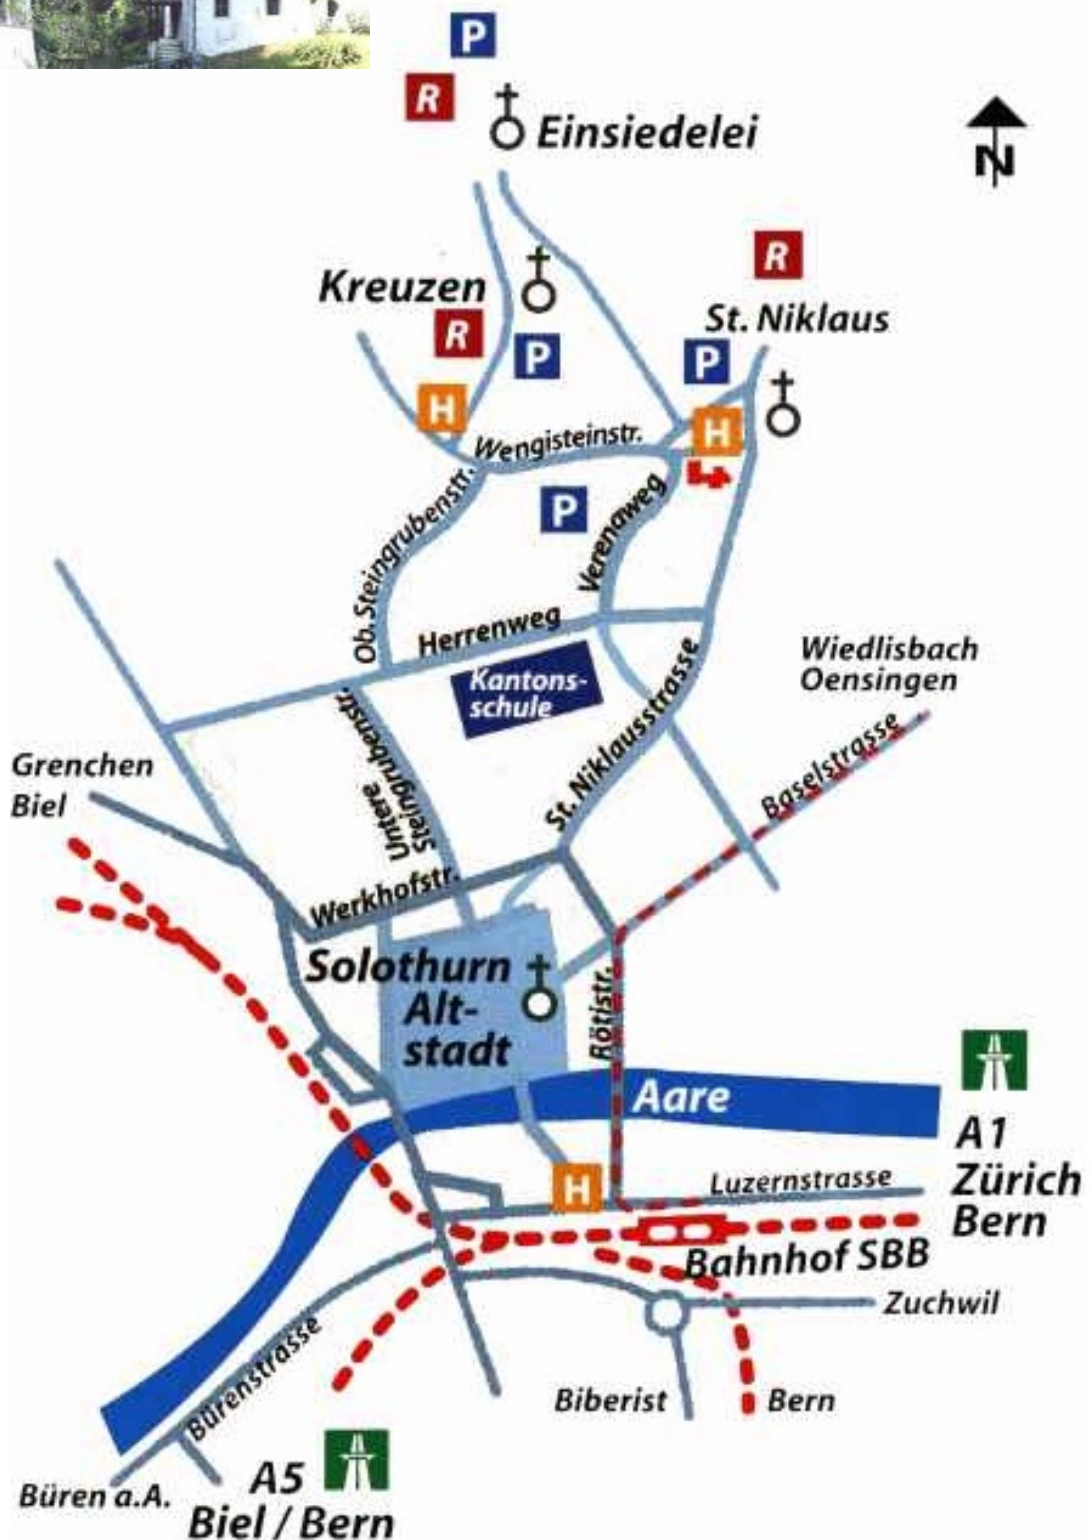 P
R
Einsiedelei
N
R
Kreuzen
St. Niklaus
R
P
P
H
H
Wengisteinstr.
P
Verenaweg
Ob. Steingrubenstr.
Herrenweg
Kantons-
schule
Wiedlisbach
Oensingen
St. Niklausstrasse
Untere
Steingrubenstr.
Baselstrasse
Grenchen
Biel
Werkhofstr.
Solothurn
Alt-
stadt
Rötistr.
Aare
A1
Zürich
Bern
Luzernstrasse
H
Bahnhof SBB
Zuchwil
Bürenstrasse
Biberist
Bern
Büren a.A.
A5
Biel / Bern